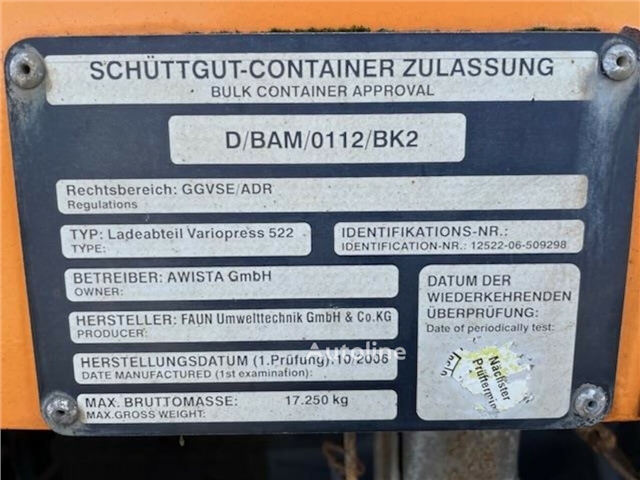 SCHÜTTGUT-CONTAINER ZULASSUNG
BULK CONTAINER APPROVAL
D/BAM/0112/BK2
Rechtsbereich: GGVSE/ADR
Regulations
TYP: Ladeabteil Variopress 522
TYPE:
IDENTIFIKATIONS-NR.:
IDENTIFICATION-NR.: 12522-06-509298
BETREIBER: AWISTA GmbH
OWNER:
HERSTELLER: FAUN Umwelttechnik GmbH & Co.KG
PRODUCER:
HERSTELLUNGSDATUM (1.Prüfung): 10/2006
DATE MANUFACTURED (1st examination):
MAX. BRUTTOMASSE: 17.250 kg
MAX.GROSS WEIGHT:
DATUM DER
WIEDERKEHRENDEN
ÜBERPRÜFUNG:
Date of periodically test:
Nächster
Prüftermin
Autoline